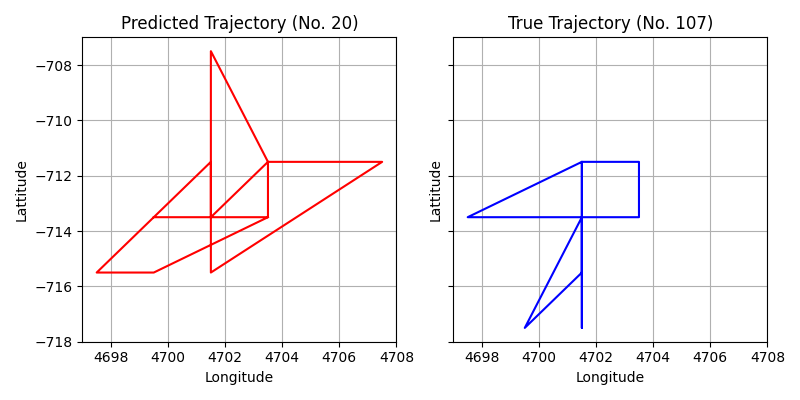 Predicted Trajectory (No. 20)
True Trajectory (No. 107)
Lattitude
−708
−710
−712
−714
−716
−718
4698 4700 4702 4704 4706 4708
Longitude
Lattitude
4698 4700 4702 4704 4706 4708
Longitude